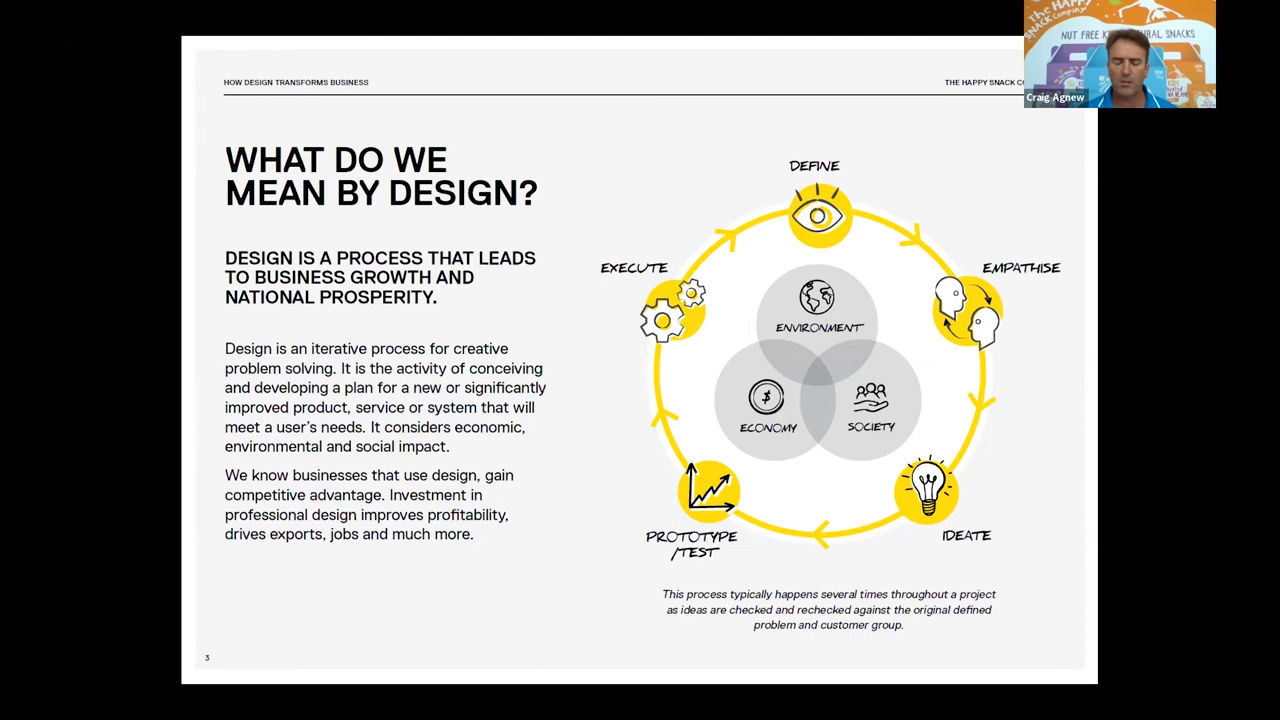 HOW DESIGN TRANSFORMS BUSINESS
THE HAPPY SNACK CO
The HAPPY
SNACK COMPANY
NUT FREE
SNACKS
Craig Agnew
WHAT DO WE
MEAN BY DESIGN?
DESIGN IS A PROCESS THAT LEADS
TO BUSINESS GROWTH AND
NATIONAL PROSPERITY.
Design is an iterative process for creative
problem solving. It is the activity of conceiving
and developing a plan for a new or significantly
improved product, service or system that will
meet a user's needs. It considers economic,
environmental and social impact.
We know businesses that use design, gain
competitive advantage. Investment in
professional design improves profitability,
drives exports, jobs and much more.
DEFINE
EMPATHISE
IDEATE
PROTOTYPE
/TEST
EXECUTE
ENVIRONMENT
$
ECONOMY
SOCIETY
This process typically happens several times throughout a project
as ideas are checked and rechecked against the original defined
problem and customer group.
3